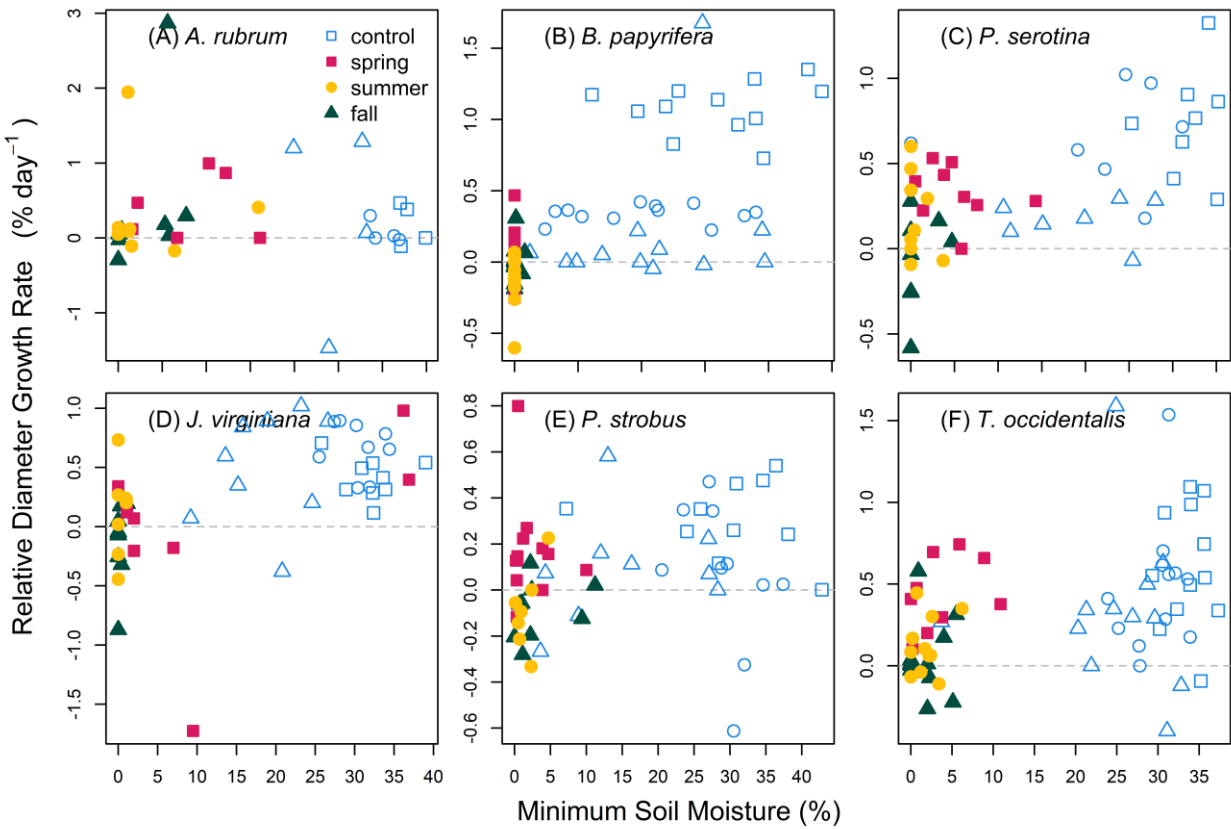 (A) A. rubrum
control
spring
summer
fall
3
2
1
0
-1
(B) B. papyrifera
1.5
1.0
0.5
0.0
-0.5
(C) P. serotina
1.0
0.5
0.0
-0.5
Relative Diameter Growth Rate (% day−1)
(D) J. virginiana
1.0
0.5
0.0
-0.5
-1.0
-1.5
0 5 10 15 20 25 30 35 40
(E) P. strobus
0.8
0.6
0.4
0.2
0.0
-0.2
-0.4
-0.6
0 5 10 15 20 25 30 35 40
(F) T. occidentalis
1.5
1.0
0.5
0.0
-0.5
0 5 10 15 20 25 30 35
Minimum Soil Moisture (%)